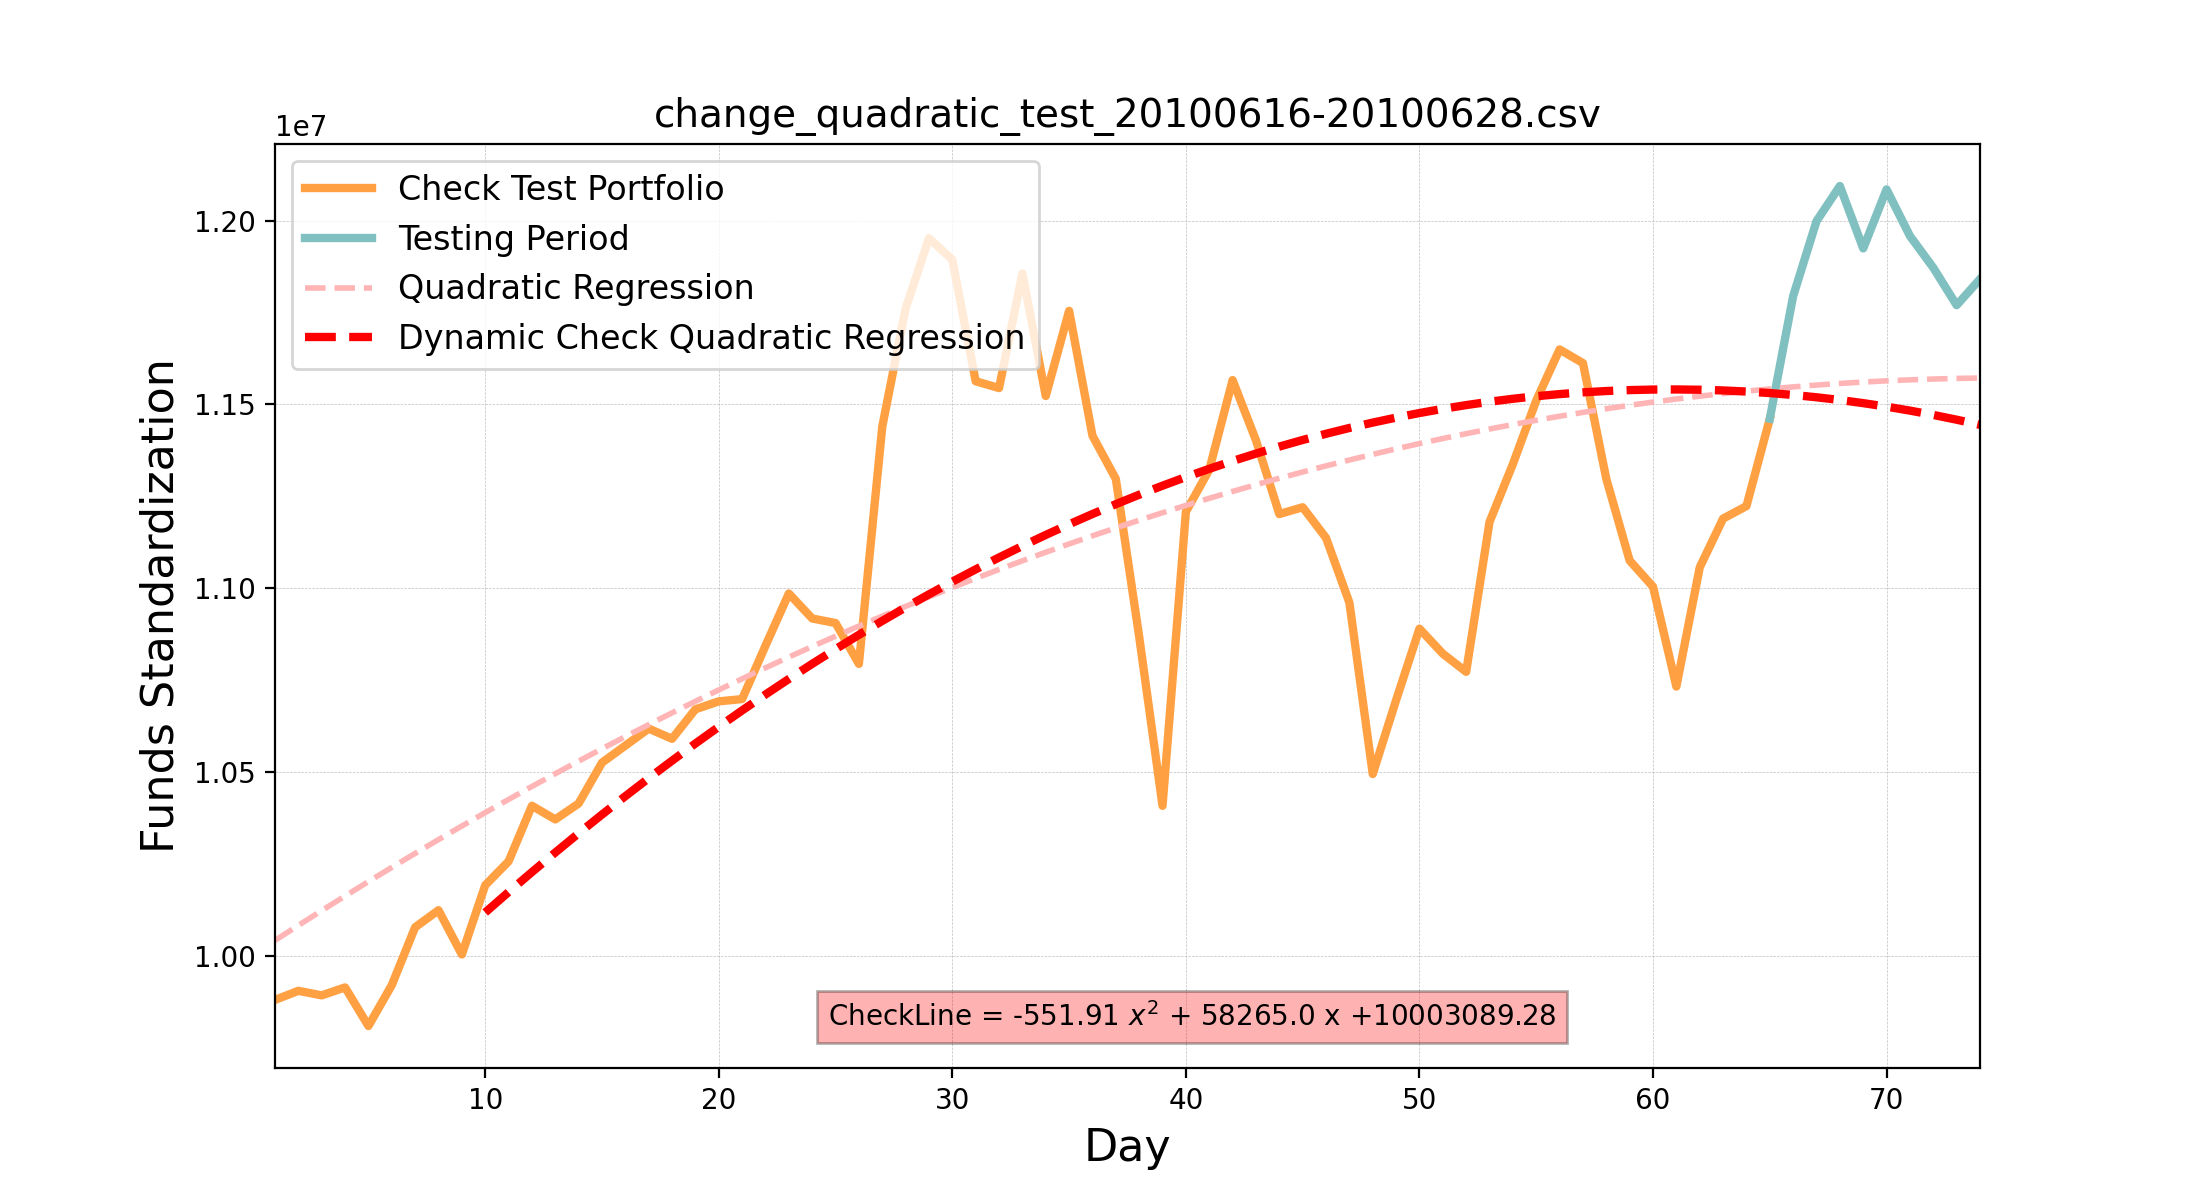 change_quadratic_test_20100616-20100628.csv
1e7
Check Test Portfolio
Testing Period
Quadratic Regression
Dynamic Check Quadratic Regression
1.20
1.15
1.10
1.05
1.00
Funds Standardization
CheckLine = -551.91 x² + 58265.0 x +10003089.28
10 20 30 40 50 60 70
Day